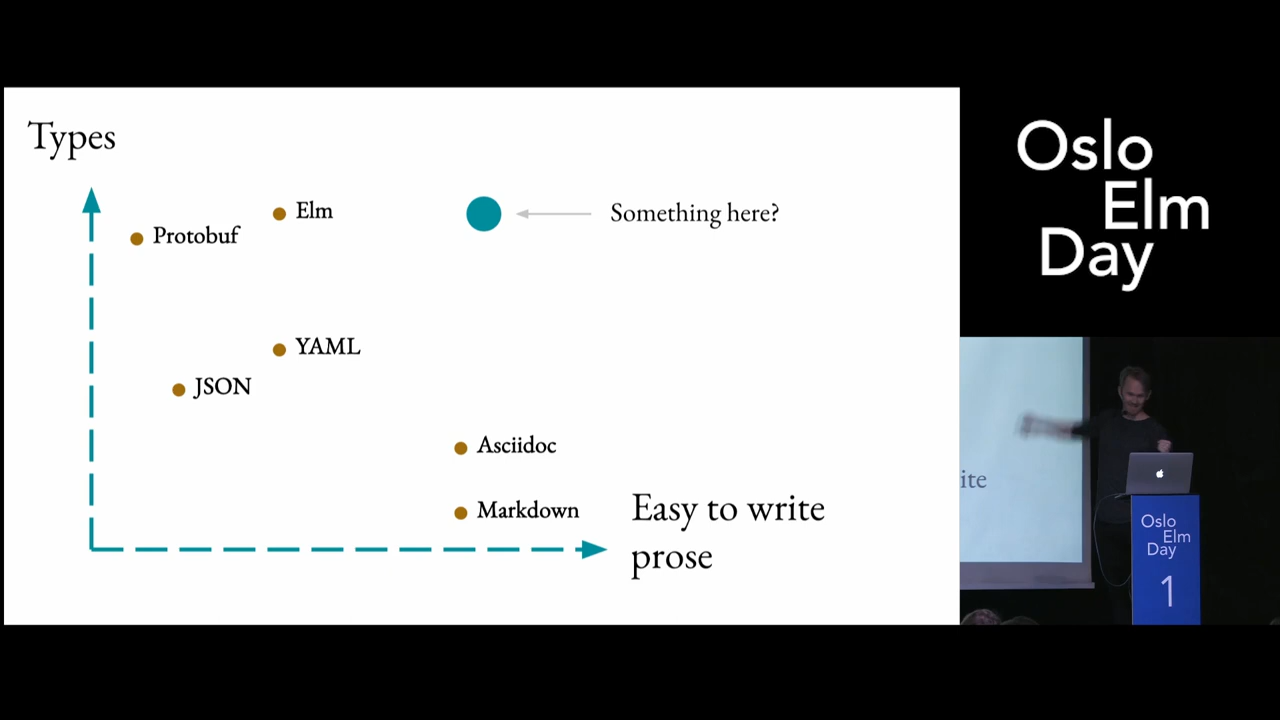 Types
Elm
Protobuf
Something here?
YAML
JSON
Asciidoc
Markdown
Easy to write
prose
Oslo
Elm
Day
ite
Oslo
Elm
Day
1